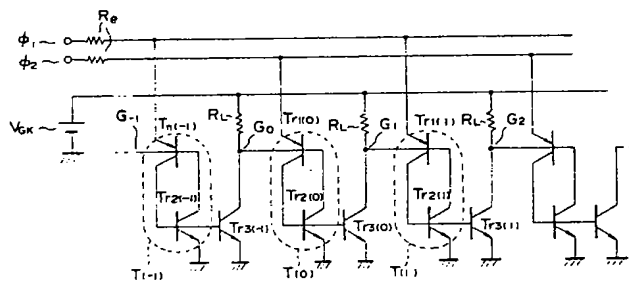 Re
φ1
φ2
VGK
G-1
Tr1(-1)
RL
G0
Tr1(0)
RL
G1
Tr1(1)
RL
G2
Tr2(-1)
Tr3(-1)
Tr2(0)
Tr3(0)
Tr2(1)
Tr3(1)
T(-1)
T(0)
T(1)